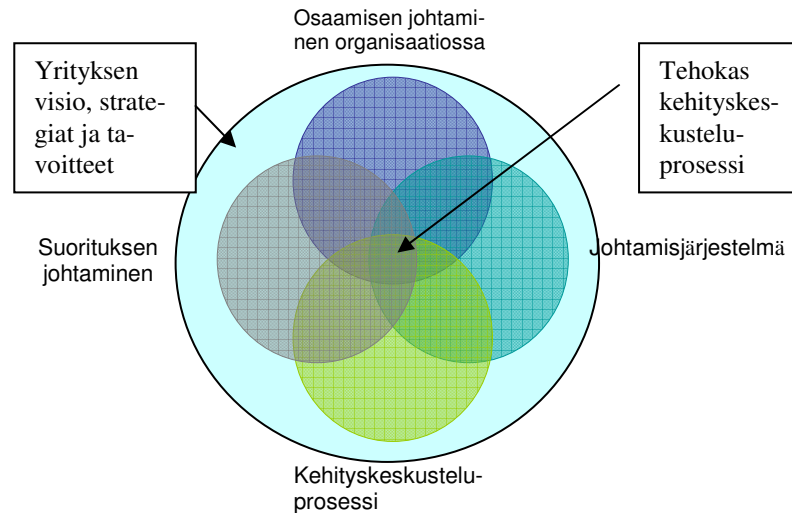 Osaamisen johtami-
nen organisaatiossa
Yrityksen
visio, strate-
giat ja ta-
voitteet
Tehokas
kehityskes-
kustelu-
prosessi
Suorituksen
johtaminen
Johtamisjärjestelmä
Kehityskeskustelu-
prosessi